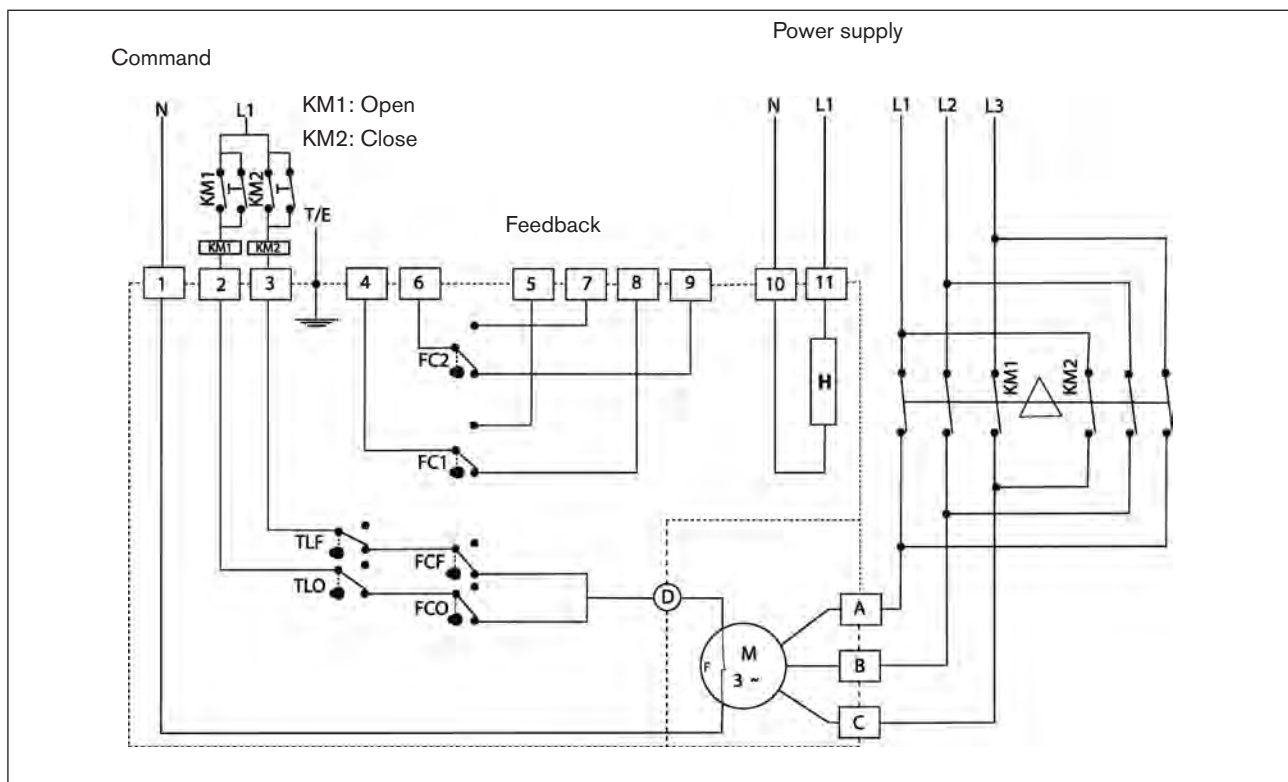 Power supply
Command
N L1
KM1: Open
KM2: Close
N L1 L1 L2 L3
KM1 T KM2 T
T/E
Feedback
KM1 KM2
1 2 3 4 6 5 7 8 9 10 11
FC2
H
KM1 KM2
FC1
TLF
FCF
TLO
FCO
D
A
F M
3 ~
B
C